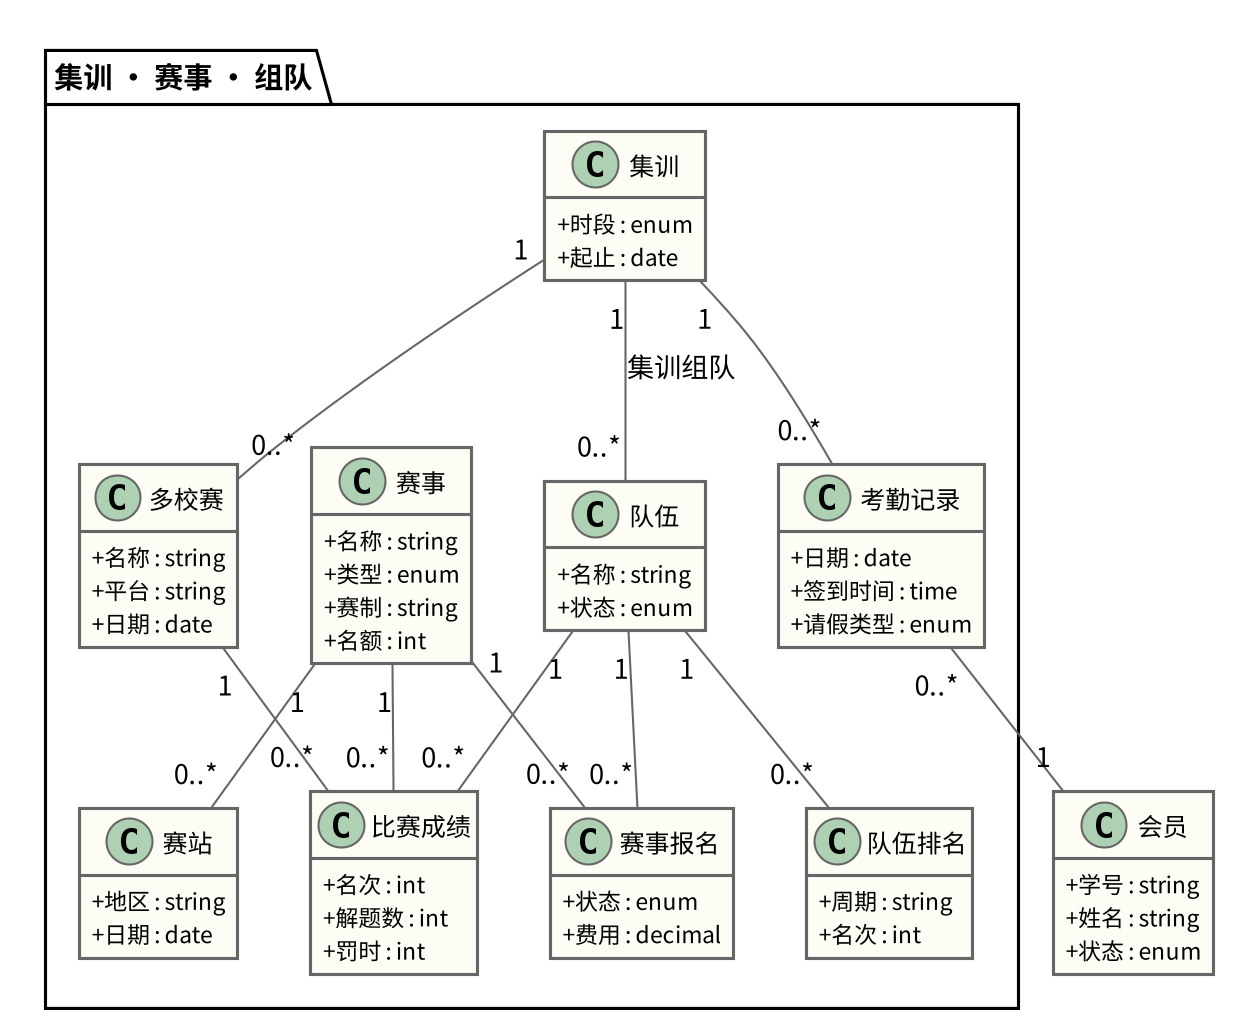 集训 · 赛事 · 组队
C 集训
+时段 : enum
+起止 : date
1
1
1
集训组队
0..*
0..*
0..*
C 多校赛
+名称 : string
+平台 : string
+日期 : date
C 赛事
+名称 : string
+类型 : enum
+赛制 : string
+名额 : int
C 队伍
+名称 : string
+状态 : enum
C 考勤记录
+日期 : date
+签到时间 : time
+请假类型 : enum
1
1
1
1
1
1
1
0..*
0..*
0..*
0..*
0..*
0..*
0..*
0..*
1
C 赛站
+地区 : string
+日期 : date
C 比赛成绩
+名次 : int
+解题数 : int
+罚时 : int
C 赛事报名
+状态 : enum
+费用 : decimal
C 队伍排名
+周期 : string
+名次 : int
C 会员
+学号 : string
+姓名 : string
+状态 : enum